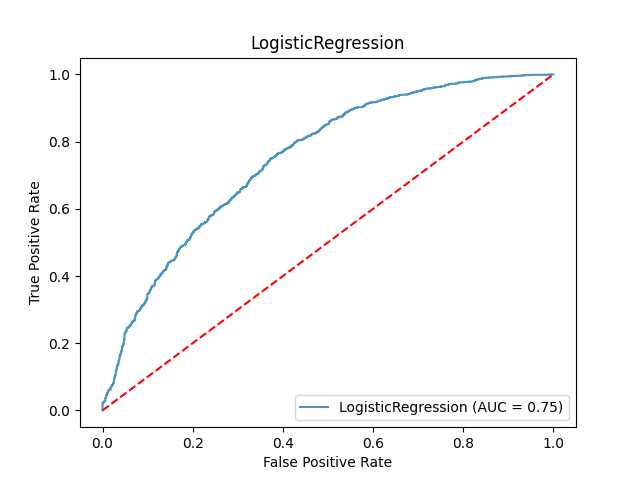 LogisticRegression
1.0
0.8
0.6
0.4
0.2
0.0
True Positive Rate
LogisticRegression (AUC = 0.75)
0.0 0.2 0.4 0.6 0.8 1.0
False Positive Rate